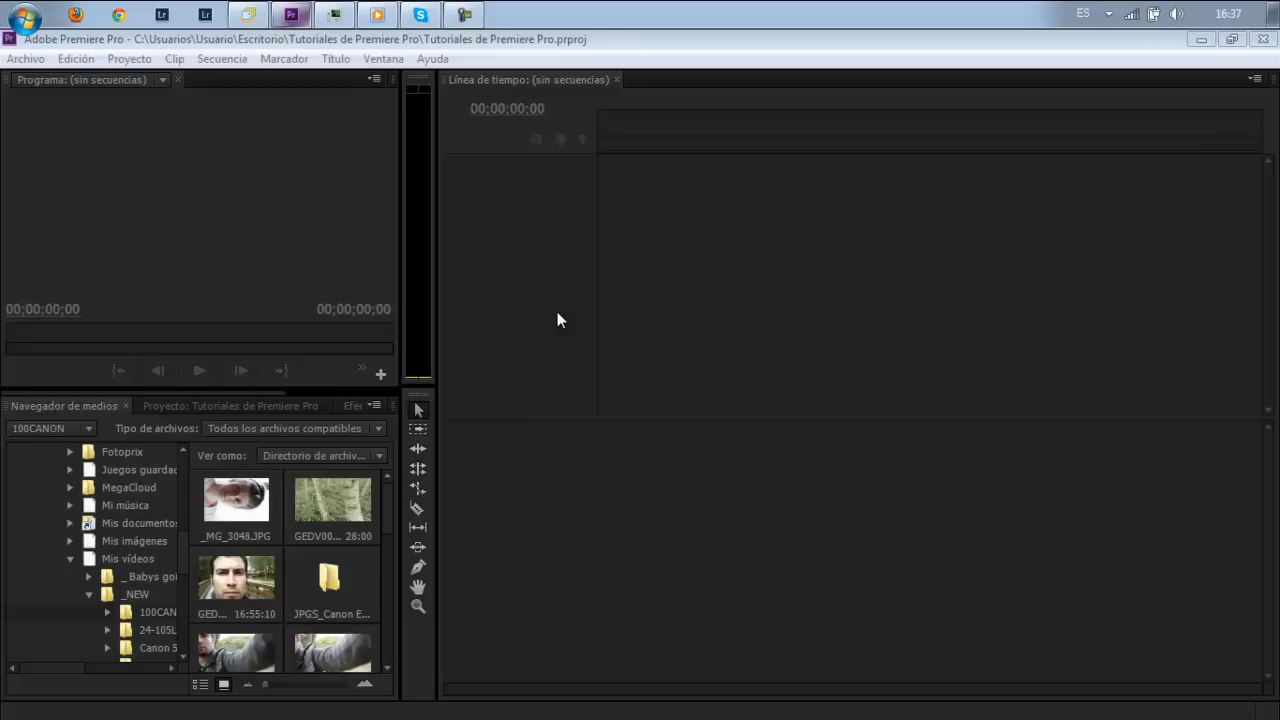 ES 16:37
Adobe Premiere Pro - C:\Usuarios\Usuario\Escritorio\Tutoriales de Premiere Pro\Tutoriales de Premiere Pro.prproj
Archivo Edición Proyecto Clip Secuencia Marcador Título Ventana Ayuda
Programa: (sin secuencias)
Línea de tiempo: (sin secuencias)
00;00;00;00
00;00;00;00 00;00;00;00
Navegador de medios Proyecto: Tutoriales de Premiere Pro Efe
100CANON Tipo de archivos: Todos los archivos compatibles
Ver como: Directorio de archiv...
Fotoprix
Juegos guardac
MegaCloud
Mi música
Mis documentos
Mis imágenes
Mis vídeos
_Babys goi
_NEW
100CAN
24-105L
Canon 5
_MG_3048.JPG GEDV00... 28:00
GED... 16:55:10 JPGS_Canon E...